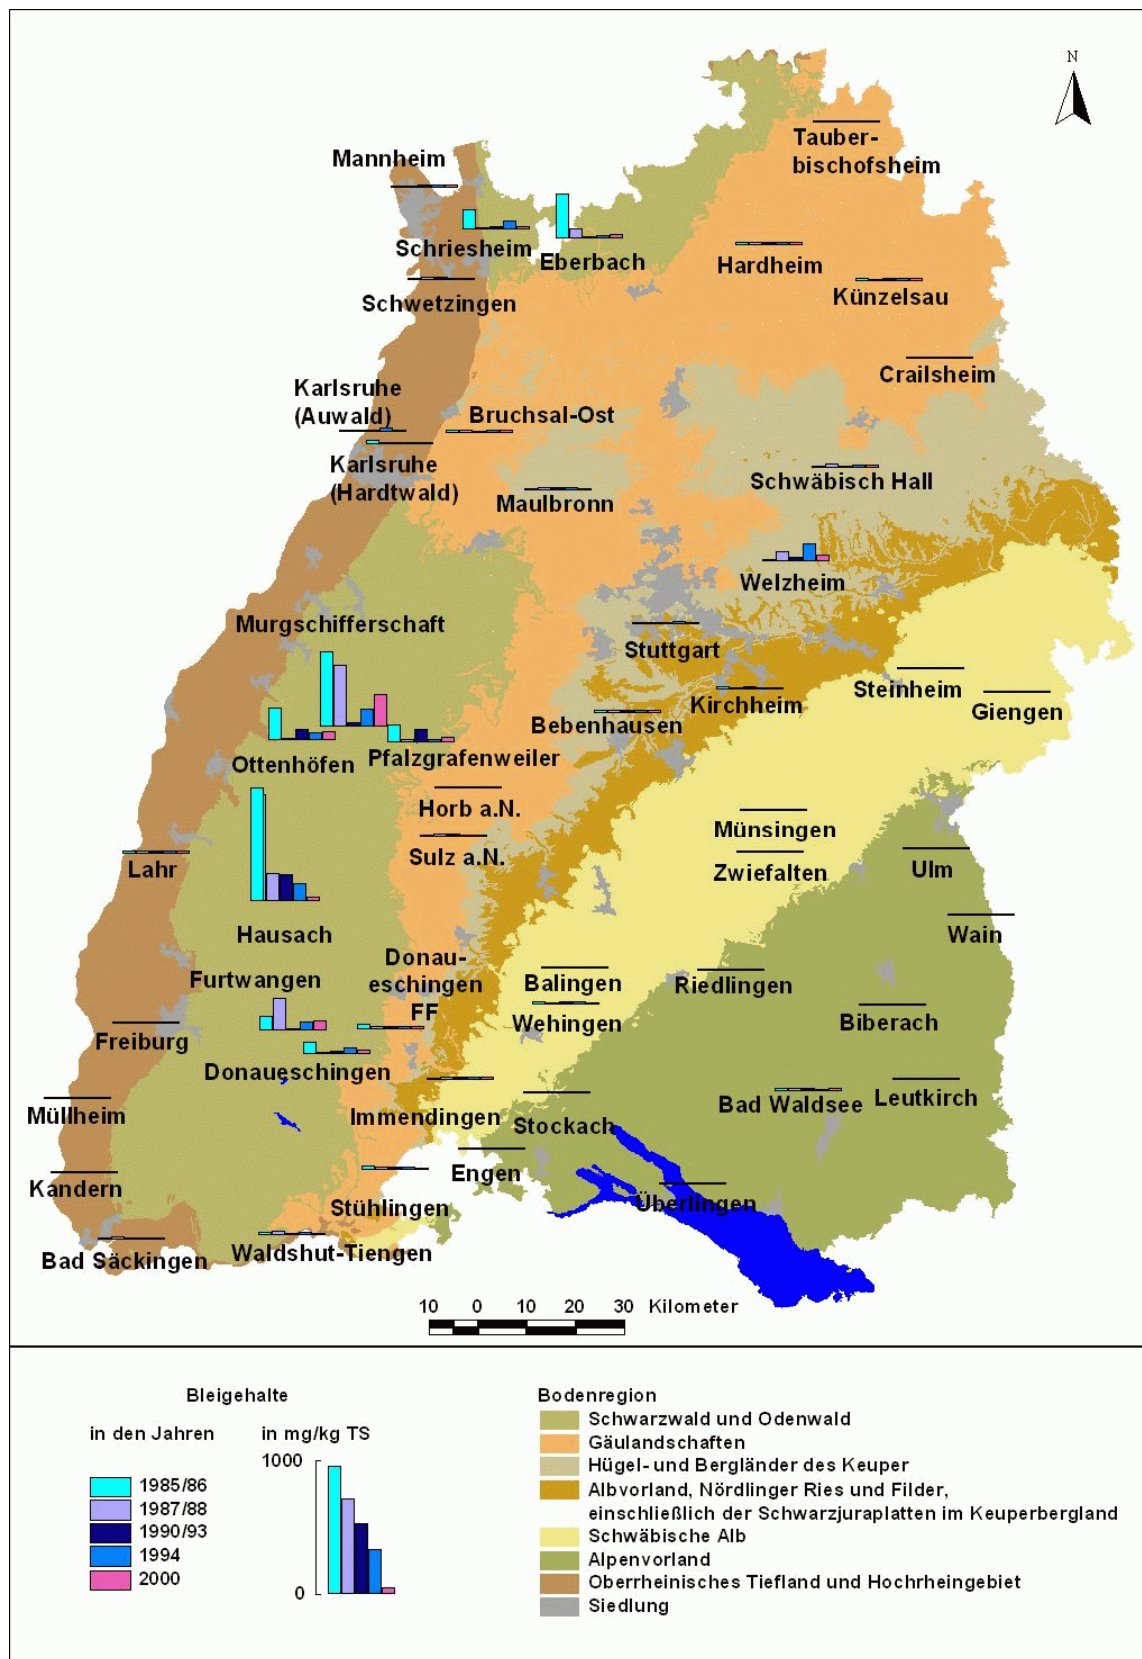 N
Tauber-
bischofsheim
Mannheim
Schriesheim
Eberbach
Hardheim
Künzelsau
Schwetzingen
Crailsheim
Karlsruhe
(Auwald)
Bruchsal-Ost
Karlsruhe
(Hardtwald)
Maulbronn
Schwäbisch Hall
Welzheim
Murgschifferschaft
Stuttgart
Steinheim
Kirchheim
Giengen
Bebenhausen
Ottenhöfen
Pfalzgrafenweiler
Horb a.N.
Münsingen
Sulz a.N.
Lahr
Zwiefalten
Ulm
Hausach
Wain
Donau-
eschingen
FF
Furtwangen
Balingen
Riedlingen
Wehingen
Biberach
Freiburg
Donaueschingen
Müllheim
Immendingen
Stockach
Bad Waldsee
Leutkirch
Engen
Kandern
Stühlingen
Überlingen
Bad Säckingen
Waldshut-Tiengen
10 0 10 20 30 Kilometer
Bleigehalte
in den Jahren
in mg/kg TS
1000
0
1985/86
1987/88
1990/93
1994
2000
Bodenregion
Schwarzwald und Odenwald
Gäulandschaften
Hügel- und Bergländer des Keuper
Albvorland, Nördlinger Ries und Filder,
einschließlich der Schwarzjuraplatten im Keuperbergland
Schwäbische Alb
Alpenvorland
Oberrheinisches Tiefland und Hochrheingebiet
Siedlung